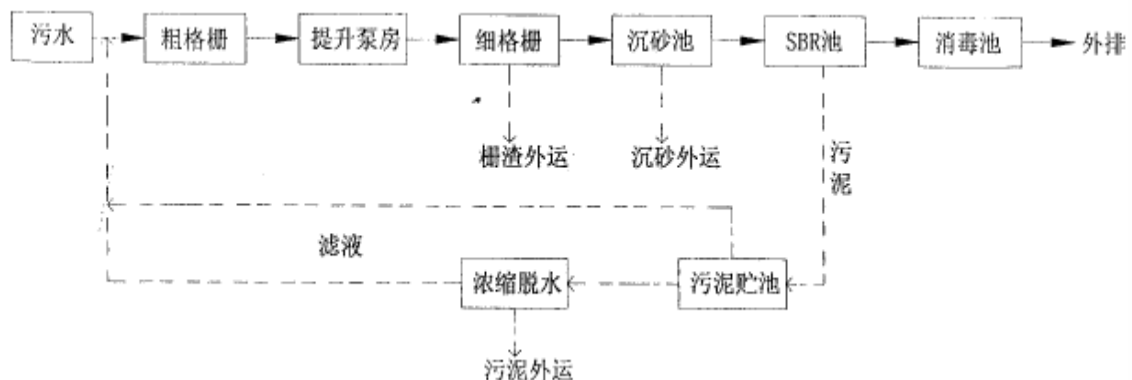 污水
粗格栅
提升泵房
细格栅
沉砂池
SBR池
消毒池
外排
栅渣外运
沉砂外运
污泥
滤液
浓缩脱水
污泥贮池
污泥外运